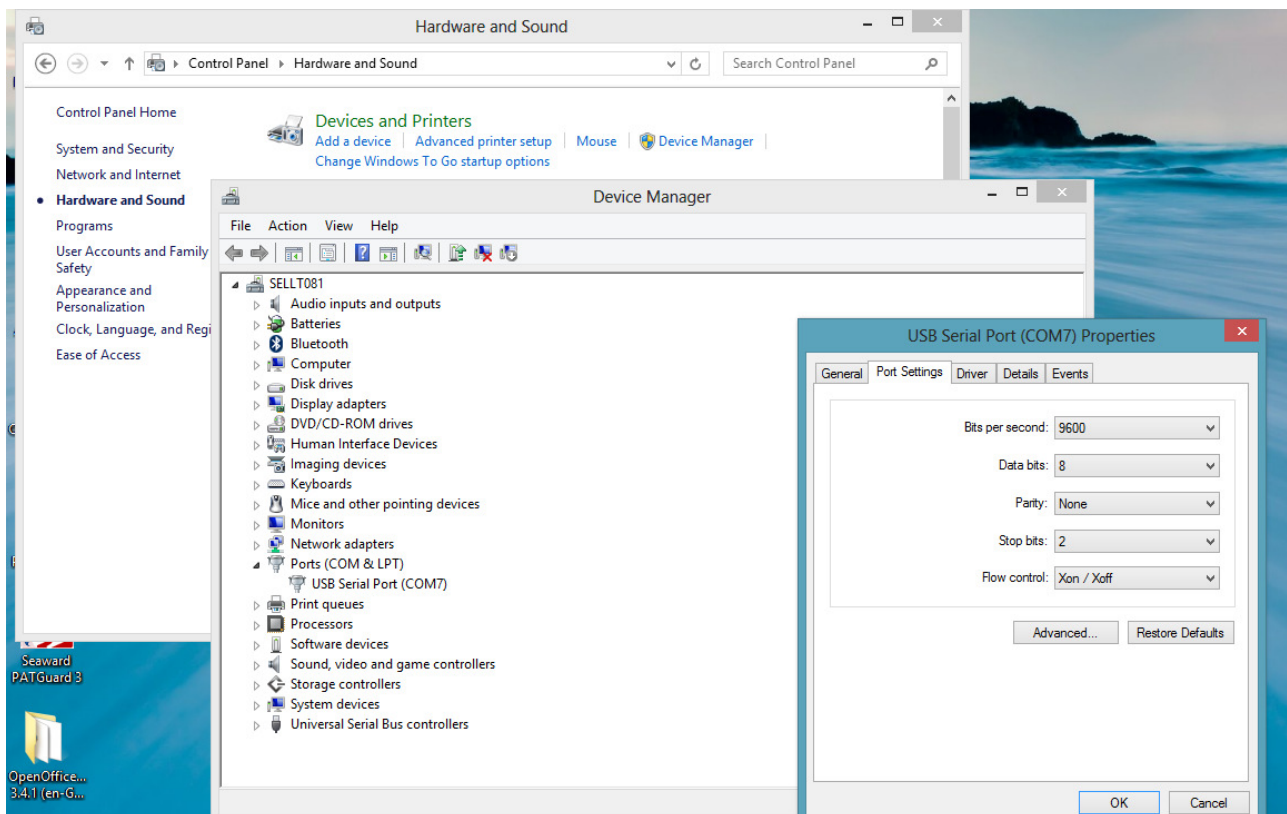 Hardware and Sound
Control Panel Hardware and Sound
Search Control Panel
Control Panel Home
System and Security
Network and Internet
Hardware and Sound
Programs
User Accounts and Family
Safety
Appearance and
Personalization
Clock, Language, and Regi
Ease of Access
Devices and Printers
Add a device Advanced printer setup Mouse Device Manager
Change Windows To Go startup options
Device Manager
File Action View Help
SELLT081
Audio inputs and outputs
Batteries
Bluetooth
Computer
Disk drives
Display adapters
DVD/CD-ROM drives
Human Interface Devices
Imaging devices
Keyboards
Mice and other pointing devices
Monitors
Network adapters
Ports (COM & LPT)
USB Serial Port (COM7)
Print queues
Processors
Software devices
Sound, video and game controllers
Storage controllers
System devices
Universal Serial Bus controllers
USB Serial Port (COM7) Properties
General Port Settings Driver Details Events
Bits per second: 9600
Data bits: 8
Parity: None
Stop bits: 2
Flow control: Xon / Xoff
Advanced... Restore Defaults
OK Cancel
Seaward
PATGuard 3
OpenOffice...
3.4.1 (en-G...